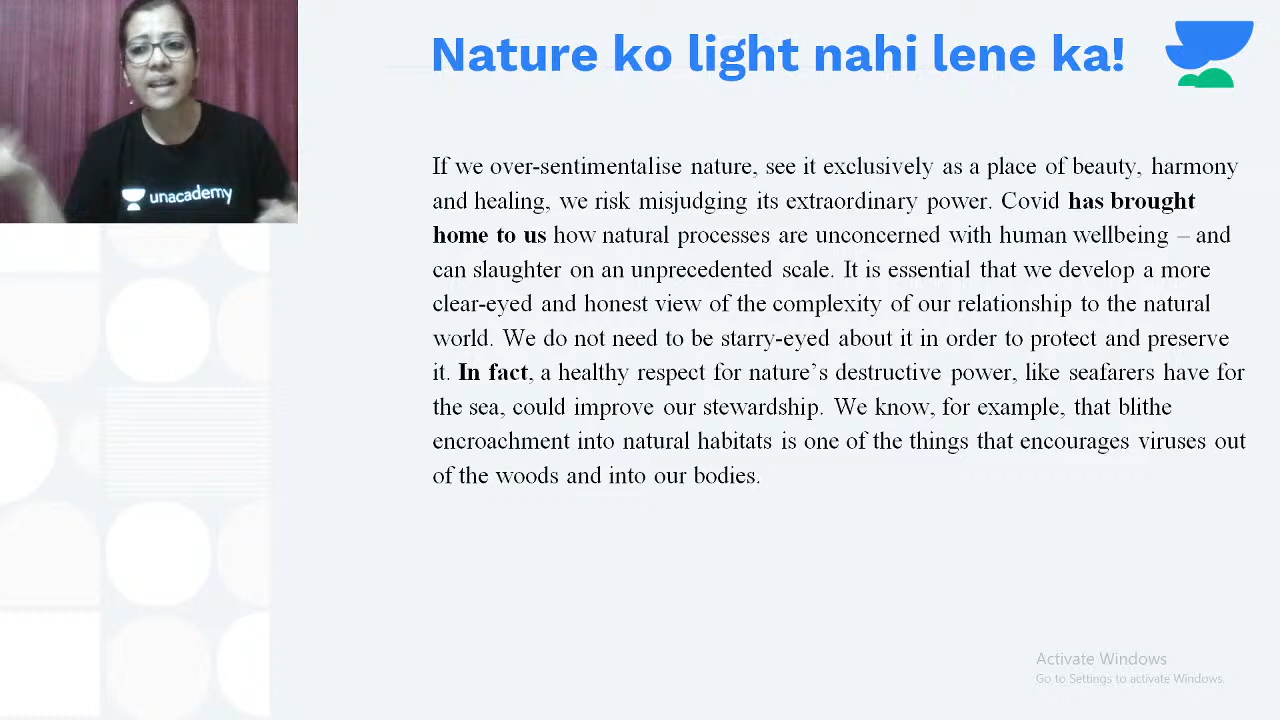 Nature ko light nahi lene ka!
unacademy
If we over-sentimentalise nature, see it exclusively as a place of beauty, harmony
and healing, we risk misjudging its extraordinary power. Covid has brought
home to us how natural processes are unconcerned with human wellbeing – and
can slaughter on an unprecedented scale. It is essential that we develop a more
clear-eyed and honest view of the complexity of our relationship to the natural
world. We do not need to be starry-eyed about it in order to protect and preserve
it. In fact, a healthy respect for nature’s destructive power, like seafarers have for
the sea, could improve our stewardship. We know, for example, that blithe
encroachment into natural habitats is one of the things that encourages viruses out
of the woods and into our bodies.
Activate Windows
Go to Settings to activate Windows.